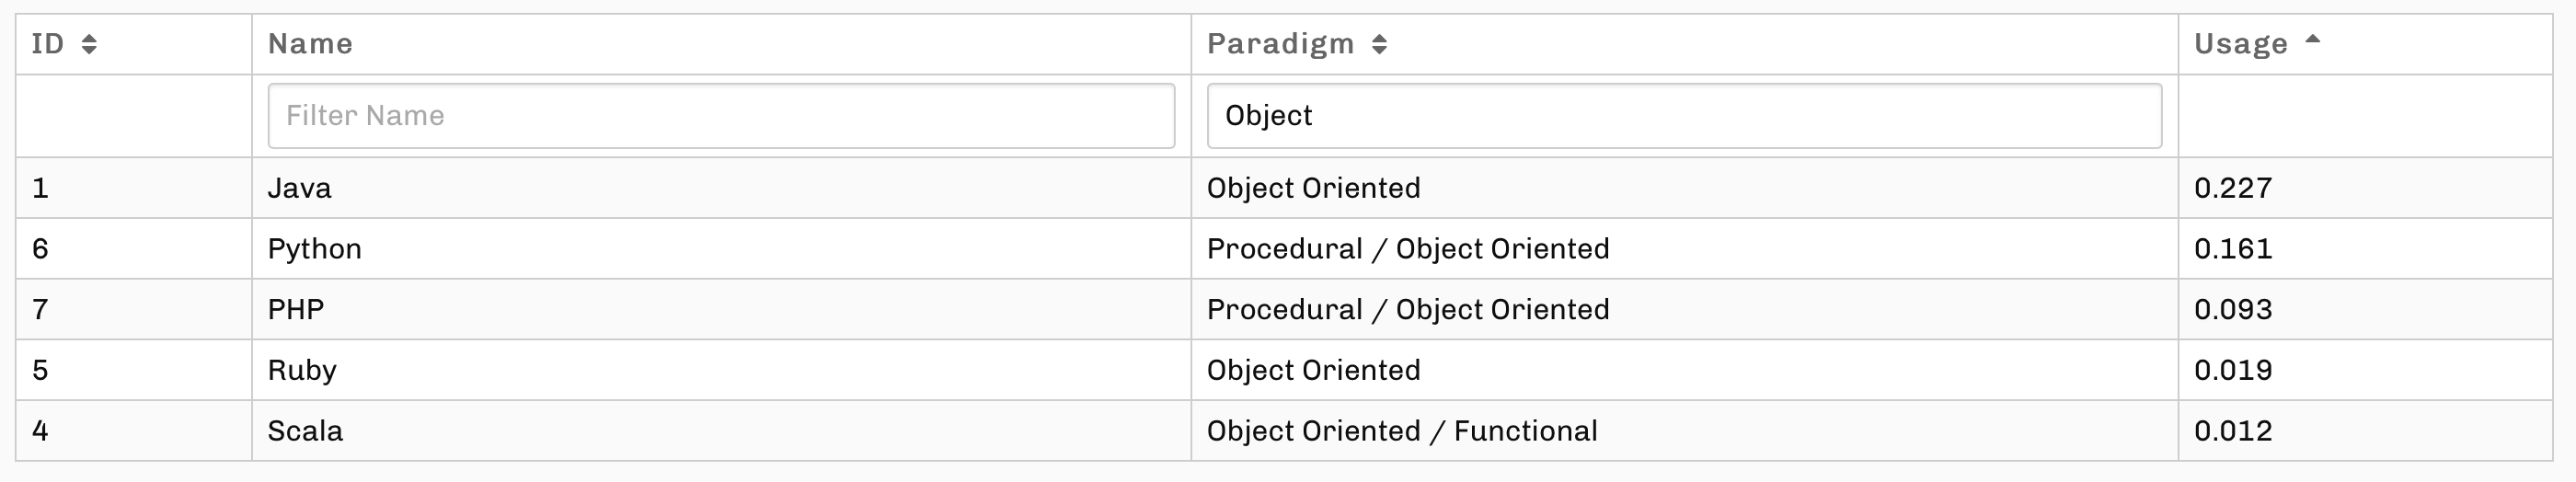 ID Name Paradigm Usage
Filter Name Object
1 Java Object Oriented 0.227
6 Python Procedural / Object Oriented 0.161
7 PHP Procedural / Object Oriented 0.093
5 Ruby Object Oriented 0.019
4 Scala Object Oriented / Functional 0.012